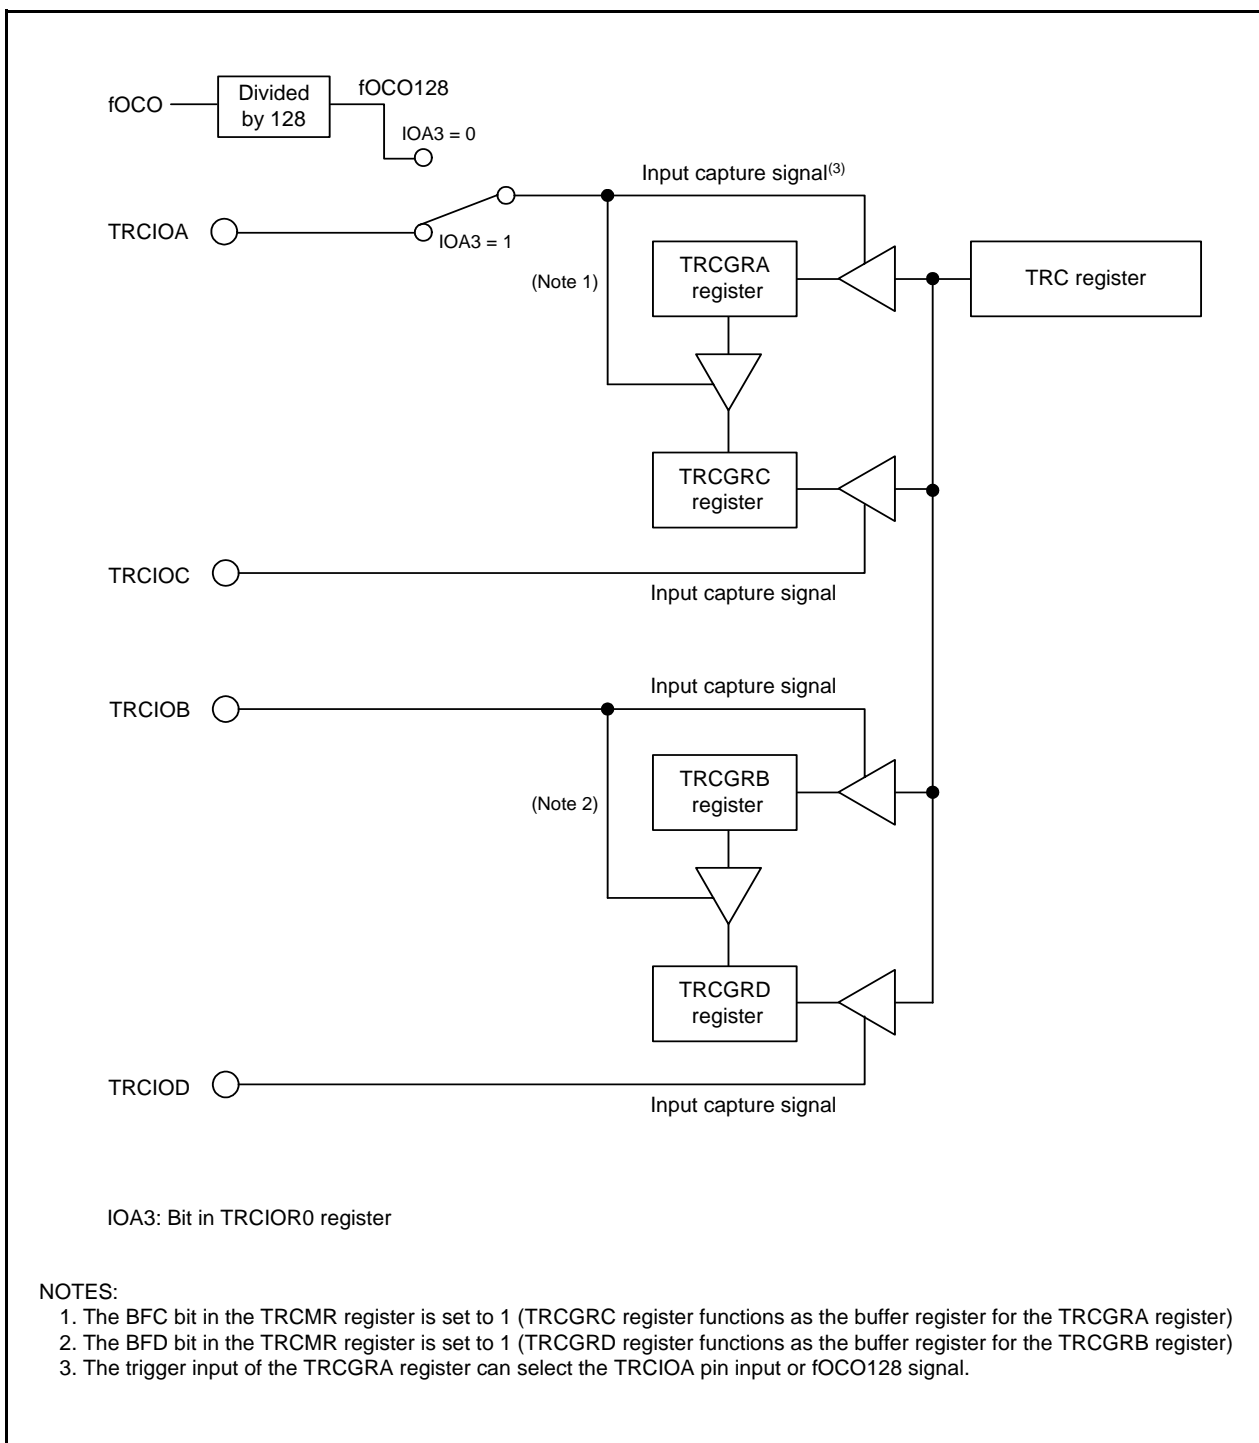 fOCO
Divided
by 128
fOCO128
IOA3 = 0
Input capture signal(3)
TRCIOA
IOA3 = 1
(Note 1)
TRCGRA
register
TRC register
TRCGRC
register
TRCIOC
Input capture signal
Input capture signal
TRCIOB
(Note 2)
TRCGRB
register
TRCGRD
register
TRCIOD
Input capture signal
IOA3: Bit in TRCIOR0 register
NOTES:
1. The BFC bit in the TRCMR register is set to 1 (TRCGRC register functions as the buffer register for the TRCGRA register)
2. The BFD bit in the TRCMR register is set to 1 (TRCGRD register functions as the buffer register for the TRCGRB register)
3. The trigger input of the TRCGRA register can select the TRCIOA pin input or fOCO128 signal.